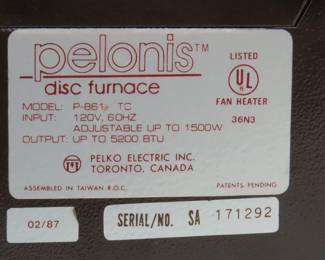 pelonis™
disc furnace
MODEL: TC
INPUT: 120V, 60HZ
ADJUSTABLE UP TO 1500W
OUTPUT: UP TO 5200 BTU
PELKO ELECTRIC INC.
TORONTO, CANADA
ASSEMBLED IN TAIWAN R.O.C.
LISTED
UL
®
FAN HEATER
36N3
PATENTS PENDING
02/87
SERIAL/NO. SA 171292